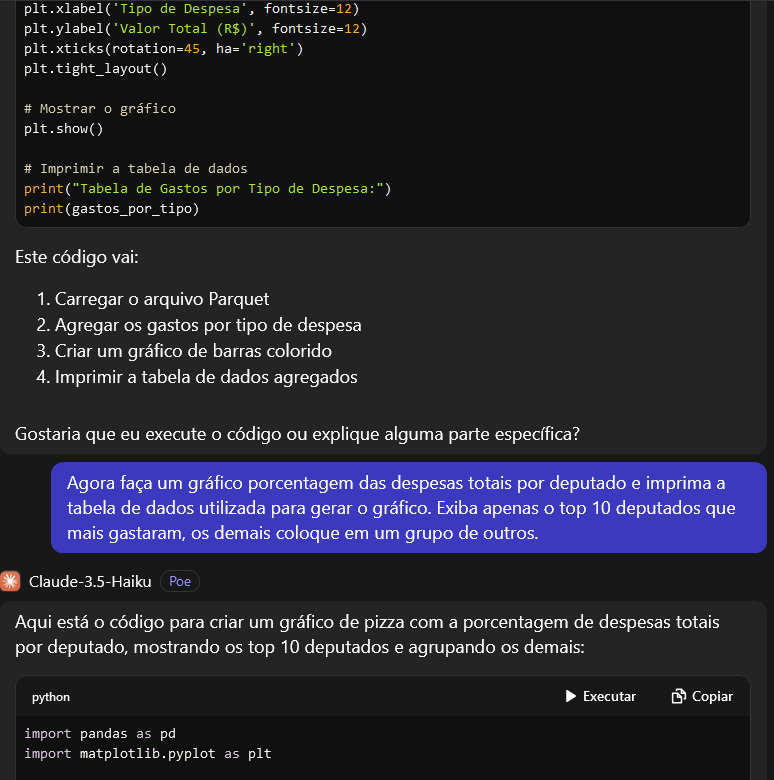 plt.xlabel('Tipo de Despesa', fontsize=12)
plt.ylabel('Valor Total (R$)', fontsize=12)
plt.xticks(rotation=45, ha='right')
plt.tight_layout()
# Mostrar o gráfico
plt.show()
# Imprimir a tabela de dados
print("Tabela de Gastos por Tipo de Despesa:")
print(gastos_por_tipo)
Este código vai:
1. Carregar o arquivo Parquet
2. Agregar os gastos por tipo de despesa
3. Criar um gráfico de barras colorido
4. Imprimir a tabela de dados agregados
Gostaria que eu execute o código ou explique alguma parte específica?
Agora faça um gráfico porcentagem das despesas totais por deputado e imprima a
tabela de dados utilizada para gerar o gráfico. Exiba apenas o top 10 deputados que
mais gastaram, os demais coloque em um grupo de outros.
Claude-3.5-Haiku Poe
Aqui está o código para criar um gráfico de pizza com a porcentagem de despesas totais
por deputado, mostrando os top 10 deputados e agrupando os demais:
python Executar Copiar
import pandas as pd
import matplotlib.pyplot as plt